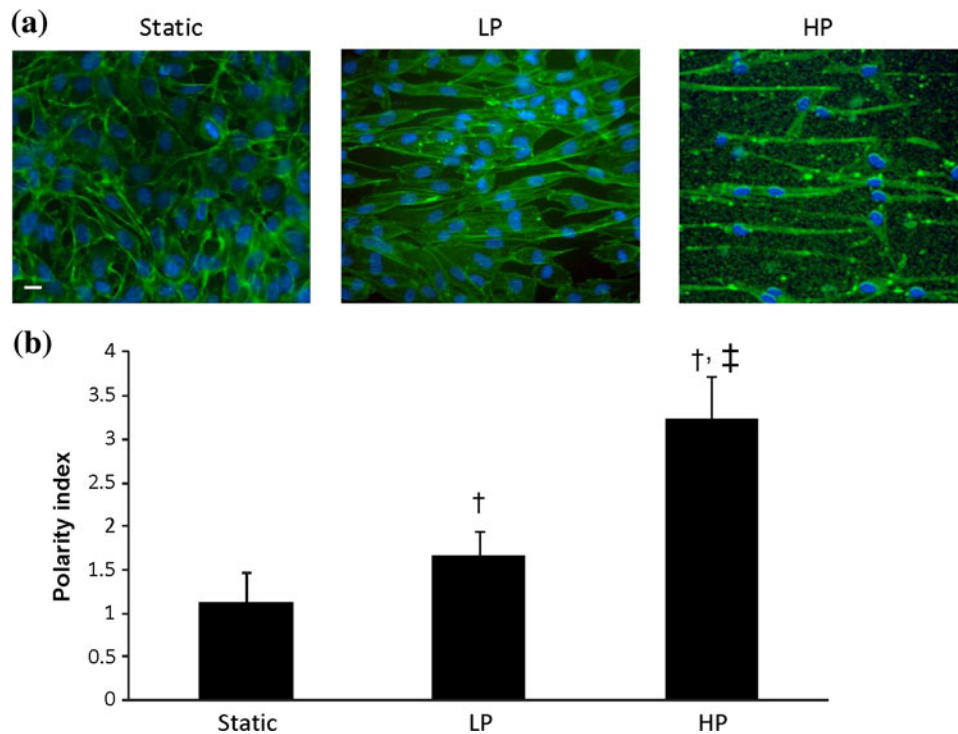 (a)
Static LP HP
(b)
4
3.5
3
2.5
2
1.5
1
0.5
0
Polarity index
†
†, ‡
Static LP HP